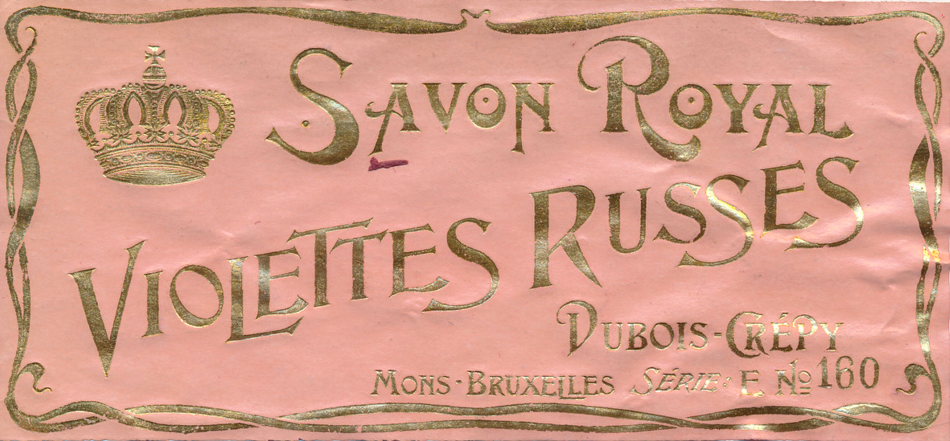 SAVON ROYAL
VIOLETTES RUSSES
DUBOIS-CRÉPY
MONS-BRUXELLES SÉRIE: E No 160